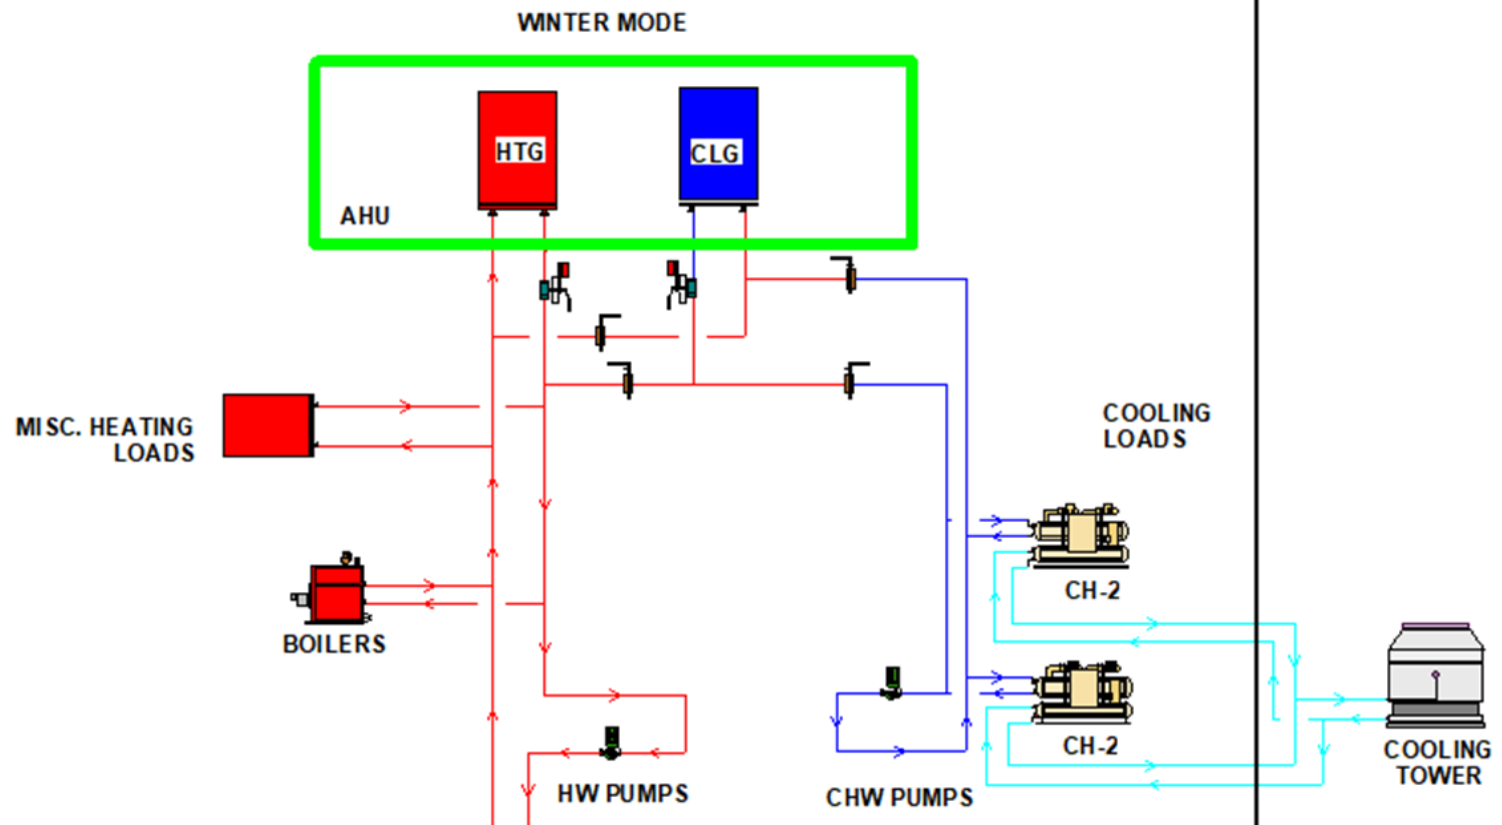 WINTER MODE
HTG
CLG
AHU
MISC. HEATING
LOADS
COOLING
LOADS
CH-2
BOILERS
CH-2
COOLING
TOWER
HW PUMPS
CHW PUMPS